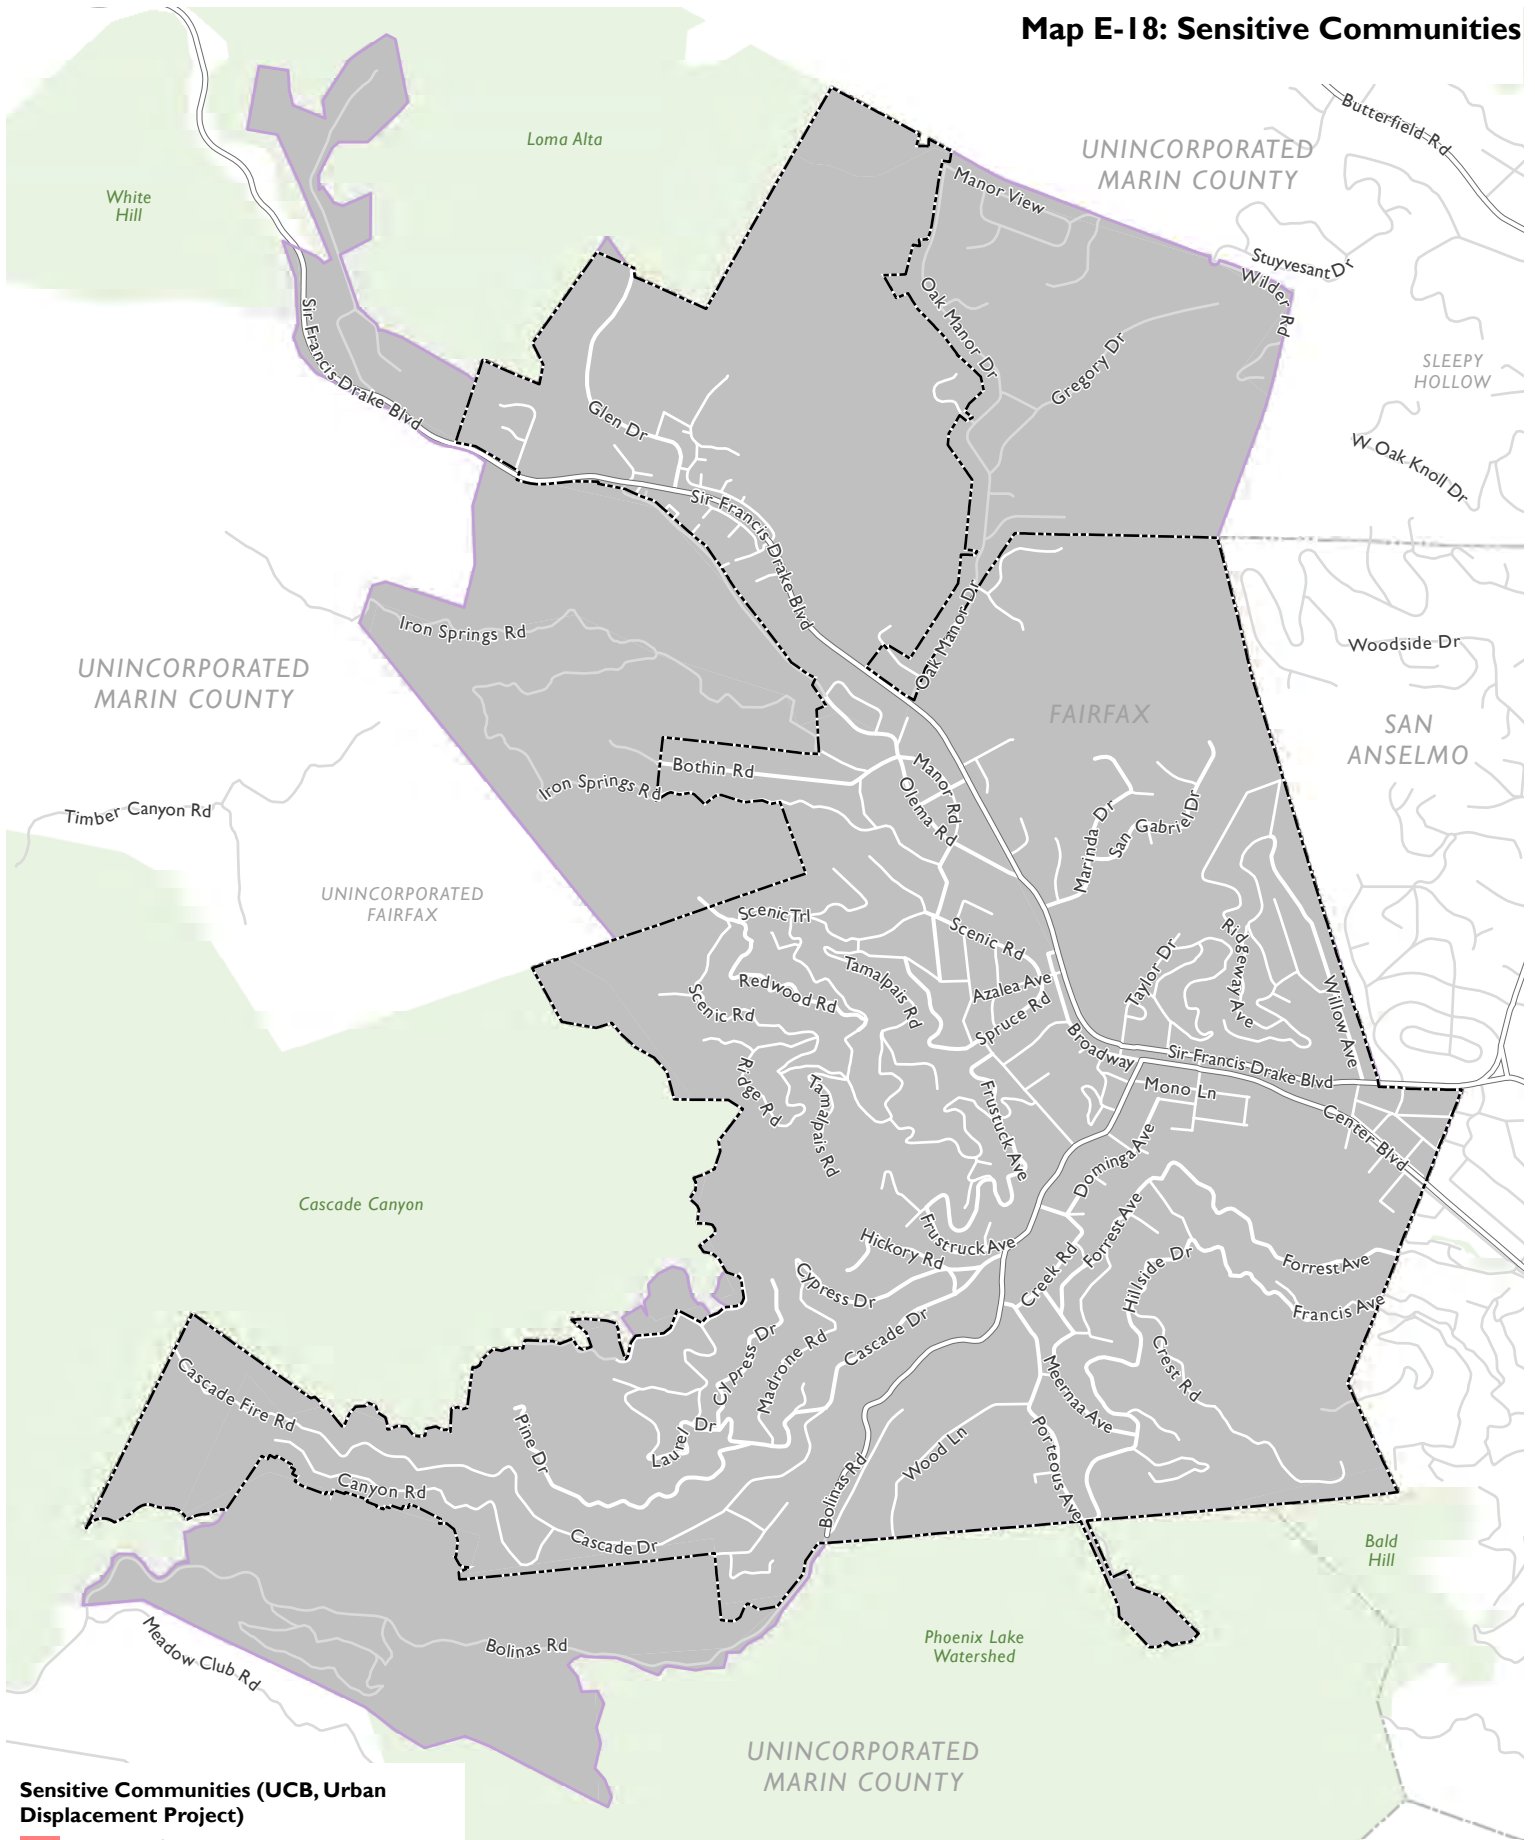 Map E-18: Sensitive Communities
Butterfield Rd
UNINCORPORATED
MARIN COUNTY
Loma Alta
White
Hill
Manor View
Stuyvesant Dr
Wilder Rd
Sir Francis Drake Blvd
Oak Manor Dr
Gregory Dr
SLEEPY
HOLLOW
Glen Dr
W Oak Knoll Dr
Sir Francis Drake Blvd
Iron Springs Rd
Oak Manor Dr
Woodside Dr
UNINCORPORATED
MARIN COUNTY
FAIRFAX
SAN
ANSELMO
Bothin Rd
Iron Springs Rd
Manor Rd
Olema Rd
Timber Canyon Rd
Marinda Dr
San Gabriel Dr
UNINCORPORATED
FAIRFAX
Scenic Trl
Scenic Rd
Ridgeway Ave
Taylor Dr
Tamalpais Rd
Redwood Rd
Azalea Ave
Scenic Rd
Spruce Rd
Willow Ave
Broadway
Sir Francis Drake Blvd
Ridge Rd
Tamalpais Rd
Frustuck Ave
Mono Ln
Center Blvd
Dominga Ave
Cascade Canyon
Frustruck Ave
Hickory Rd
Forrest Ave
Creek Rd
Hillside Dr
Forrest Ave
Cypress Dr
Francis Ave
Cascade Dr
Cypress Dr
Madrone Rd
Crest Rd
Cascade Fire Rd
Meernaa Ave
Pine Dr
Laurel Dr
Wood Ln
Porteous Ave
Canyon Rd
Bolinas Rd
Cascade Dr
Bald
Hill
Meadow Club Rd
Bolinas Rd
Phoenix Lake
Watershed
UNINCORPORATED
MARIN COUNTY
Sensitive Communities (UCB, Urban
Displacement Project)